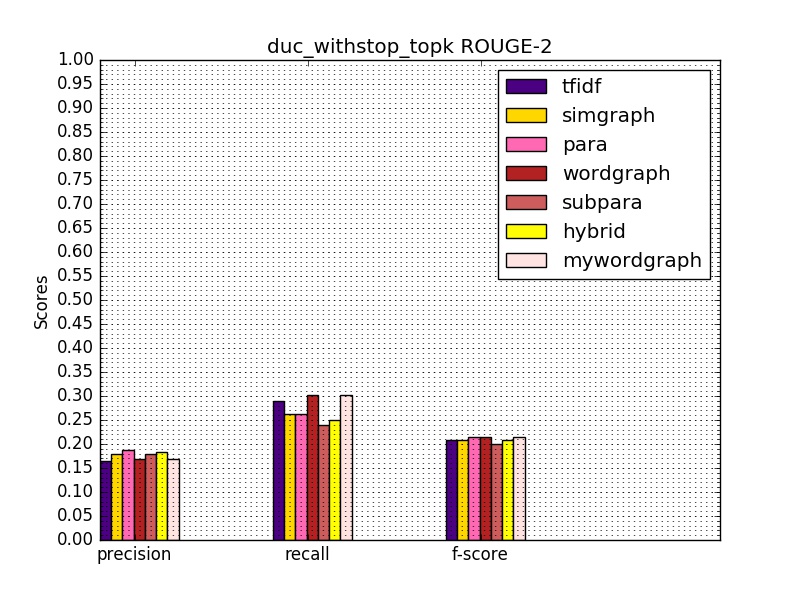 duc_withstop_topk ROUGE-2
1.00
0.95
0.90
0.85
0.80
0.75
0.70
0.65
0.60
0.55
0.50
0.45
0.40
0.35
0.30
0.25
0.20
0.15
0.10
0.05
0.00
Scores
tfidf
simgraph
para
wordgraph
subpara
hybrid
mywordgraph
precision recall f-score